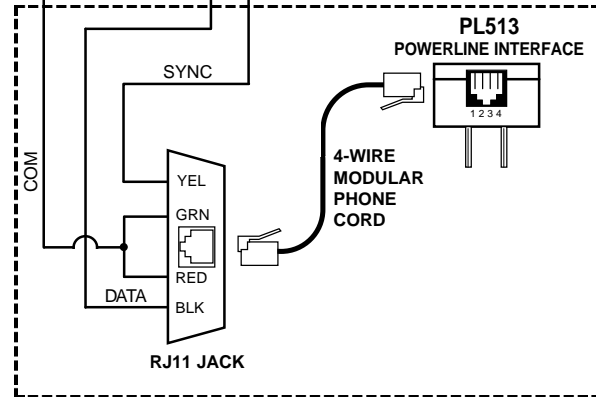 PL513
POWERLINE INTERFACE
1 2 3 4
SYNC
COM
4-WIRE
MODULAR
PHONE
CORD
YEL
GRN
RED
BLK
DATA
RJ11 JACK